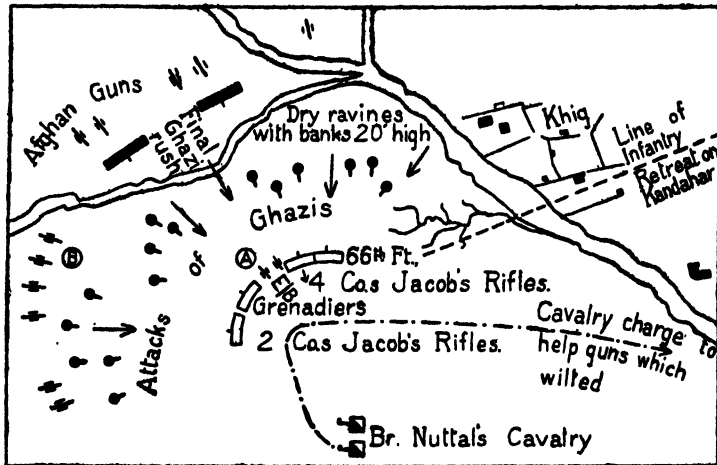 Afghan Guns
Final
Ghazi
rush
Dry ravines
with banks 20' high
Khig
Line of
Infantry
Retreat on
Kandahar
Attacks of Ghazis
B
A
E/B
66th Ft.,
4 Cos Jacob's Rifles.
Grenadiers
2 Cos Jacob's Rifles.
Cavalry charge to
help guns which
wilted
Br. Nuttal's Cavalry